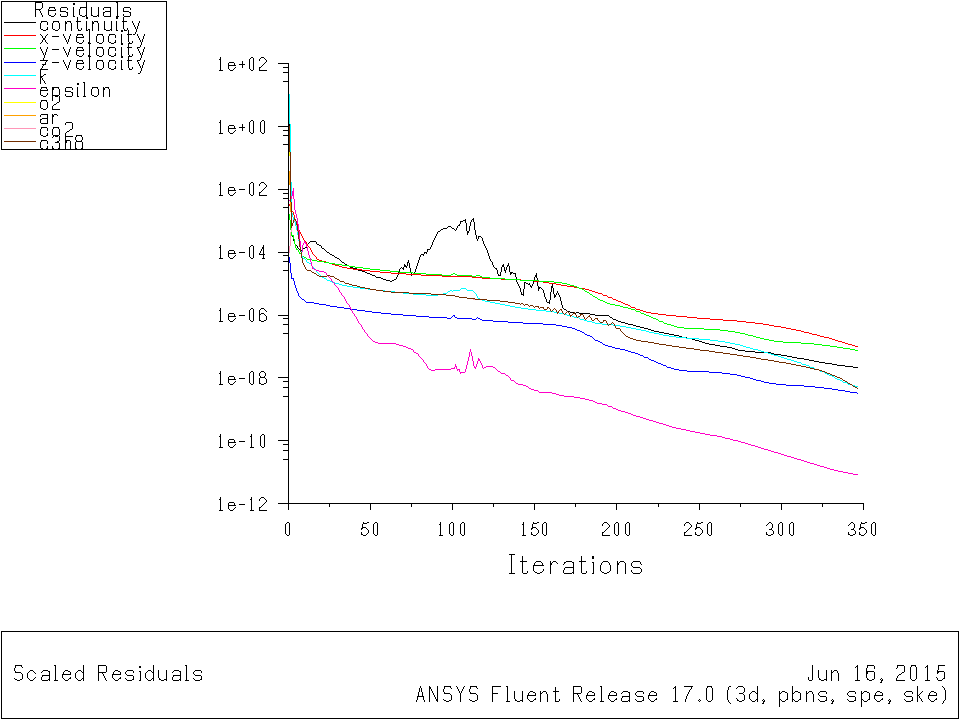 Residuals
continuity
x-velocity
y-velocity
z-velocity
k
epsilon
o2
ar
co2
c3h8
1e+02
1e+00
1e-02
1e-04
1e-06
1e-08
1e-10
1e-12
0 50 100 150 200 250 300 350
Iterations
Scaled Residuals
Jun 16, 2015
ANSYS Fluent Release 17.0 (3d, pbns, spe, ske)